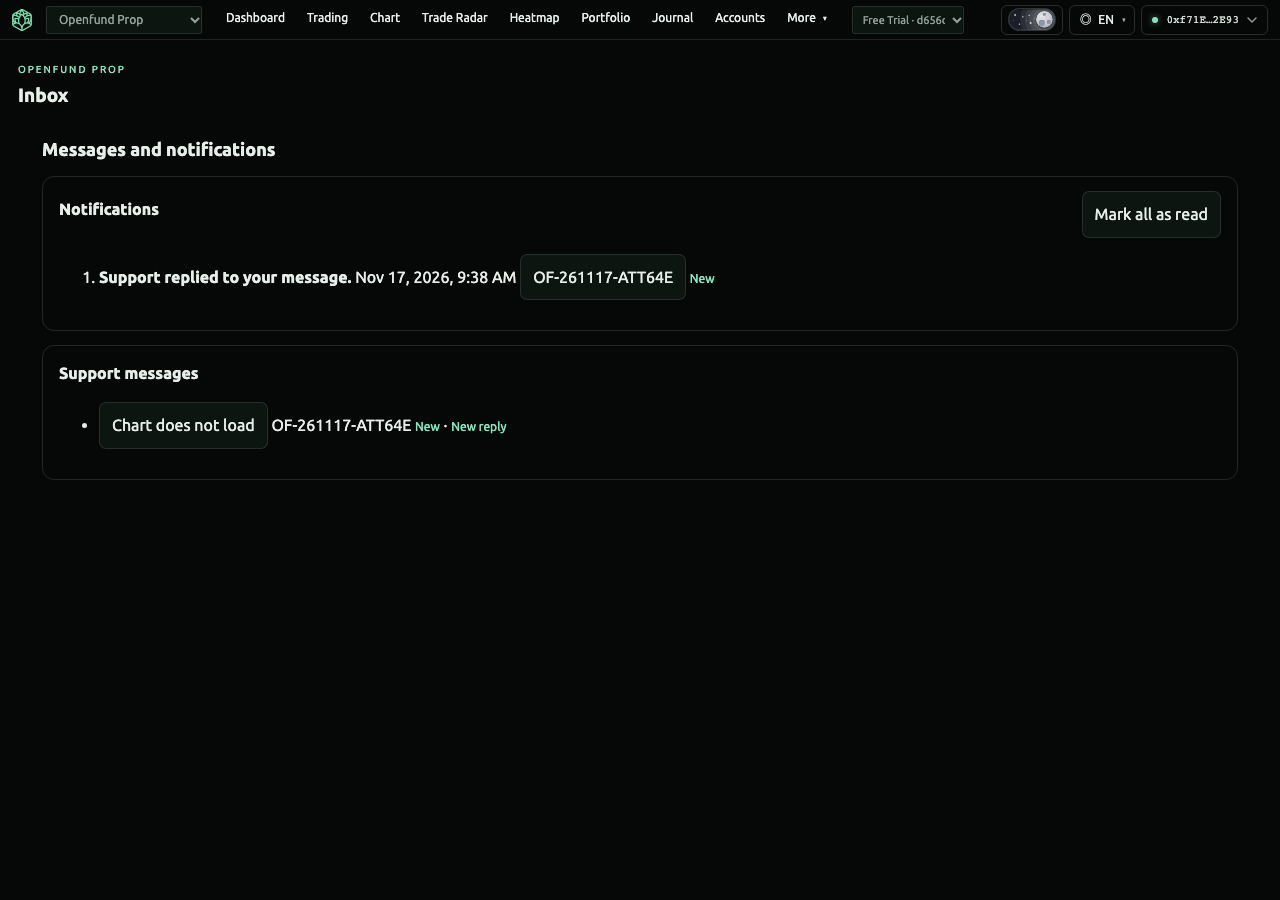 Openfund Prop
Dashboard
Trading
Chart
Trade Radar
Heatmap
Portfolio
Journal
Accounts
More
Free Trial · d656c
EN
0xf71E…2E93
OPENFUND PROP
Inbox
Messages and notifications
Notifications
Mark all as read
1. Support replied to your message. Nov 17, 2026, 9:38 AM OF-261117-ATT64E New
Support messages
• Chart does not load OF-261117-ATT64E New · New reply